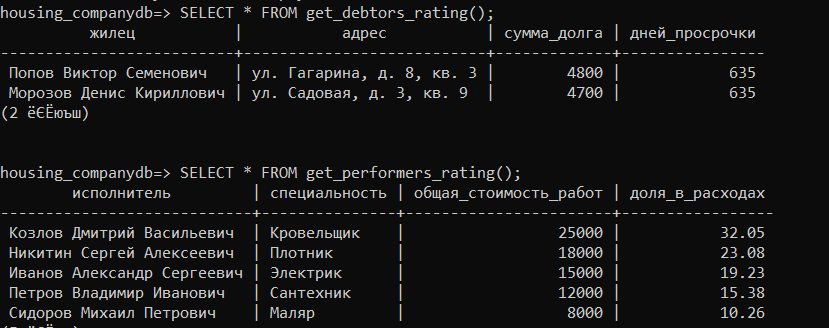 housing_companydb=> SELECT * FROM get_debtors_rating();
жилец | адрес | сумма_долга | дней_просрочки
Попов Виктор Семенович | ул. Гагарина, д. 8, кв. 3 | 4800 | 635
Морозов Денис Кириллович | ул. Садовая, д. 3, кв. 9 | 4700 | 635
(2 ёЄЁюъш)
housing_companydb=> SELECT * FROM get_performers_rating();
исполнитель | специальность | общая_стоимость_работ | доля_в_расходах
Козлов Дмитрий Васильевич | Кровельщик | 25000 | 32.05
Никитин Сергей Алексеевич | Плотник | 18000 | 23.08
Иванов Александр Сергеевич | Электрик | 15000 | 19.23
Петров Владимир Иванович | Сантехник | 12000 | 15.38
Сидоров Михаил Петрович | Маляр | 8000 | 10.26